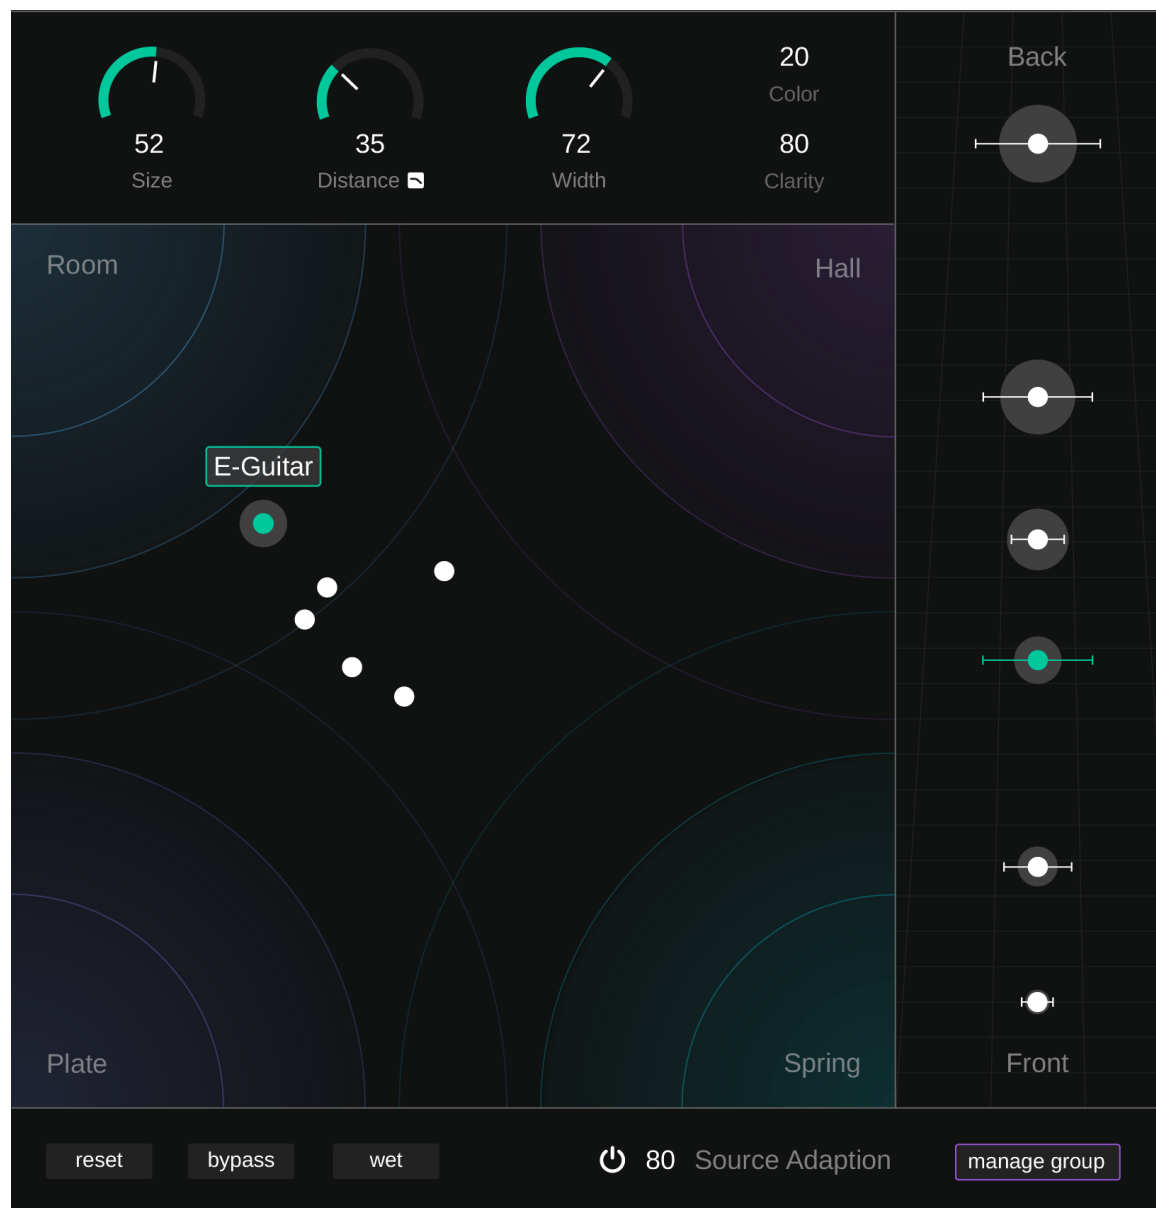 52
Size
35
Distance
72
Width
20
Color
80
Clarity
Back
Room
Hall
E-Guitar
Plate
Spring
Front
reset
bypass
wet
80 Source Adaption
manage group